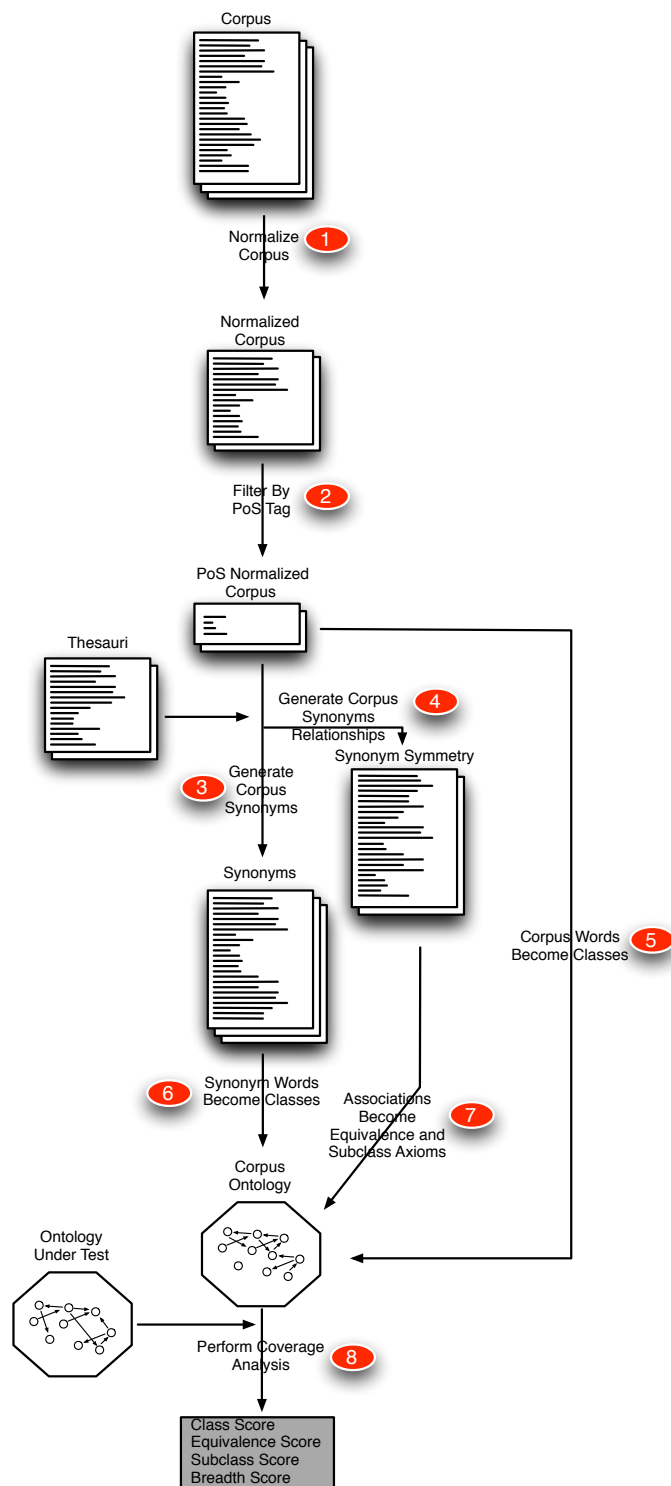 Corpus
Normalize
Corpus
1
Normalized
Corpus
Filter By
PoS Tag
2
PoS Normalized
Corpus
Thesauri
Generate Corpus
Synonyms
Relationships
4
Synonym Symmetry
3
Generate
Corpus
Synonyms
Synonyms
Corpus Words
Become Classes
5
6
Synonym Words
Become Classes
Associations
Become
Equivalence and
Subclass Axioms
7
Corpus
Ontology
Ontology
Under Test
Perform Coverage
Analysis
8
Class Score
Equivalence Score
Subclass Score
Breadth Score